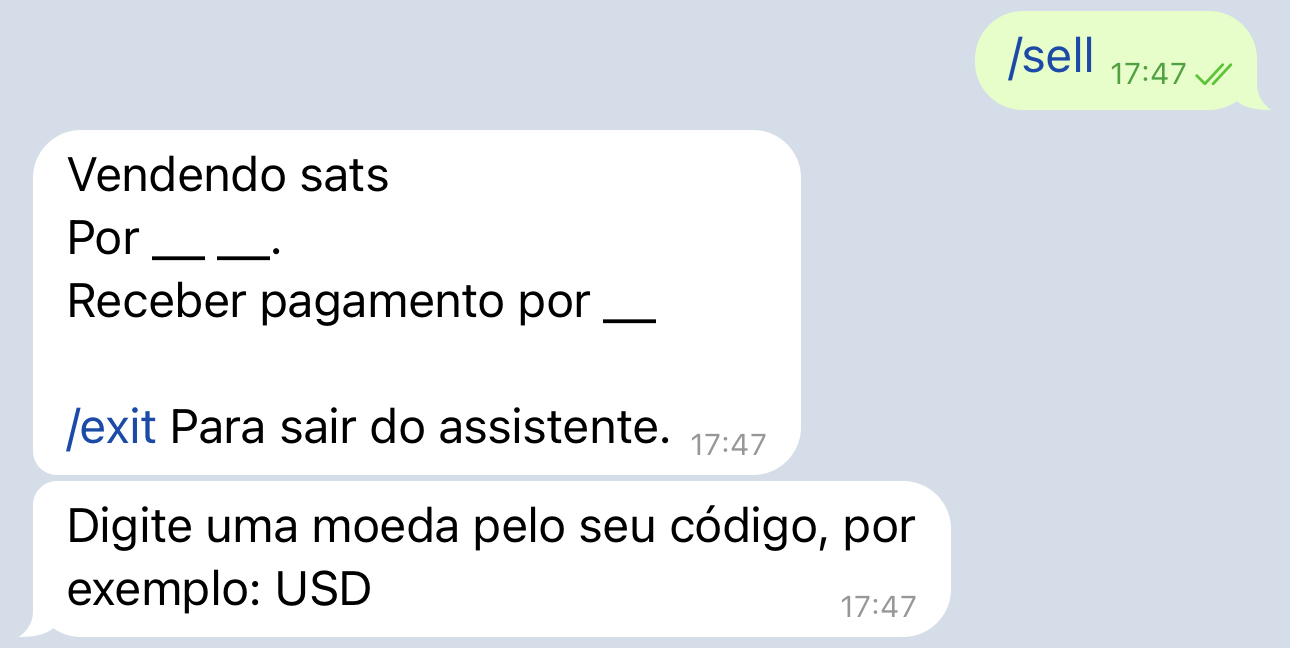 /sell 17:47
Vendendo sats
Por __ __.
Receber pagamento por __
/exit Para sair do assistente. 17:47
Digite uma moeda pelo seu código, por
exemplo: USD 17:47